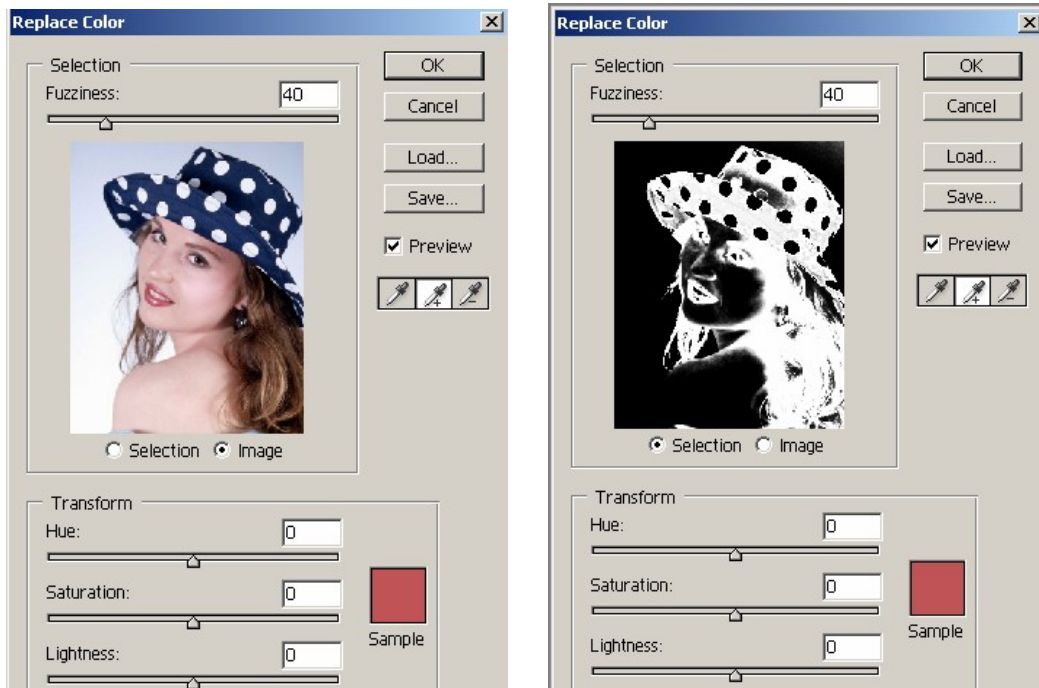 Replace Color
Selection
OK
Fuzziness: 40
Cancel
Load...
Save...
Preview
Selection Image
Transform
Hue: 0
Saturation: 0
Sample
Lightness: 0
Replace Color
Selection
OK
Fuzziness: 40
Cancel
Load...
Save...
Preview
Selection Image
Transform
Hue: 0
Saturation: 0
Sample
Lightness: 0